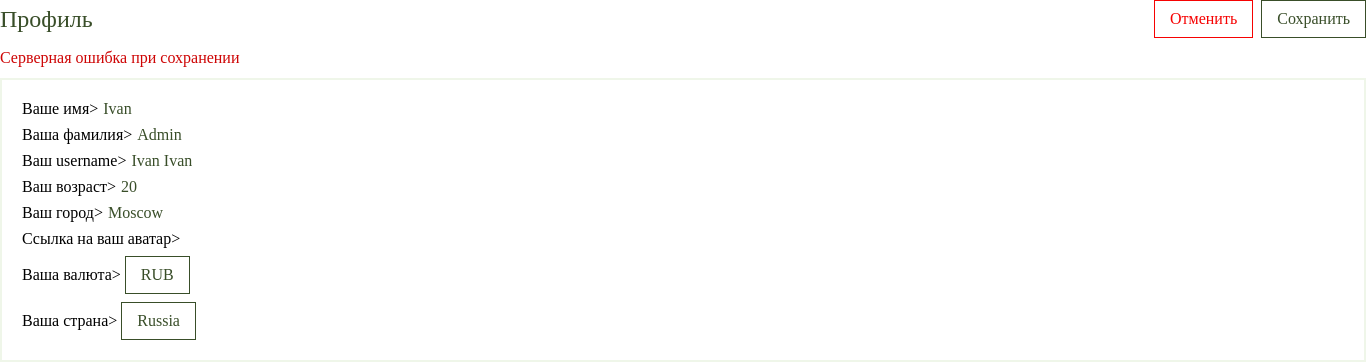 Профиль
Отменить
Сохранить
Серверная ошибка при сохранении
Ваше имя> Ivan
Ваша фамилия> Admin
Ваш username> Ivan Ivan
Ваш возраст> 20
Ваш город> Moscow
Ссылка на ваш аватар>
Ваша валюта> RUB
Ваша страна> Russia